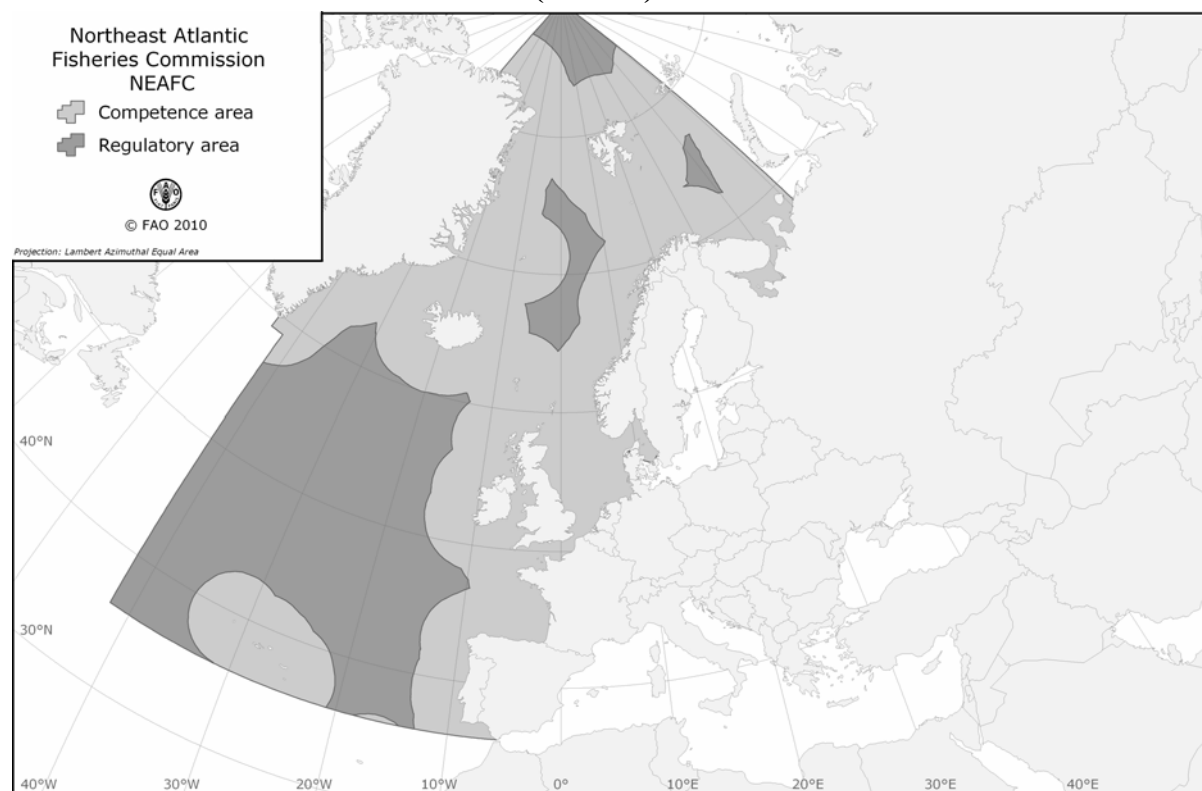 Northeast Atlantic
Fisheries Commission
NEAFC
Competence area
Regulatory area
FAO
© FAO 2010
Projection: Lambert Azimuthal Equal Area
40°N
30°N
40°W
30°W
20°W
10°W
0°
10°E
20°E
30°E
40°E